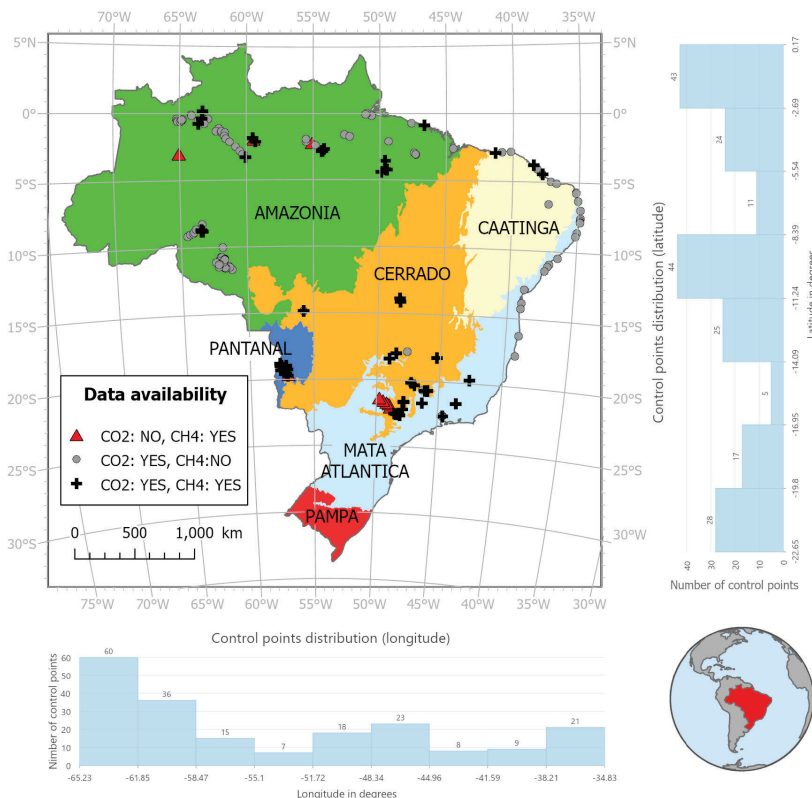 70°W 65°W 60°W 55°W 50°W 45°W 40°W 35°W
5°N 5°N
0° 0°
5°S 5°S
10°S 10°S
15°S 15°S
20°S 20°S
25°S 25°S
30°S 30°W
75°W 70°W 65°W 60°W 55°W 50°W 45°W 40°W 35°W 30°W
AMAZONIA
CAATINGA
CERRADO
PANTANAL
MATA
ATLANTICA
PAMPA
Data availability
CO2: NO, CH4: YES
CO2: YES, CH4:NO
CO2: YES, CH4: YES
0 500 1,000 km
Control points distribution (latitude)
Latitude in degrees
0.17
-2.69
-5.54
-8.39
-11.24
-14.09
-16.95
-19.8
-22.65
43
24
11
44
25
5
17
28
40 30 20 10 0
Number of control points
Control points distribution (longitude)
Nimber of control points
60
50
40
30
20
10
0
60 36 15 7 18 23 8 9 21
-65.23 -61.85 -58.47 -55.1 -51.72 -48.34 -44.96 -41.59 -38.21 -34.83
Longitude in degrees